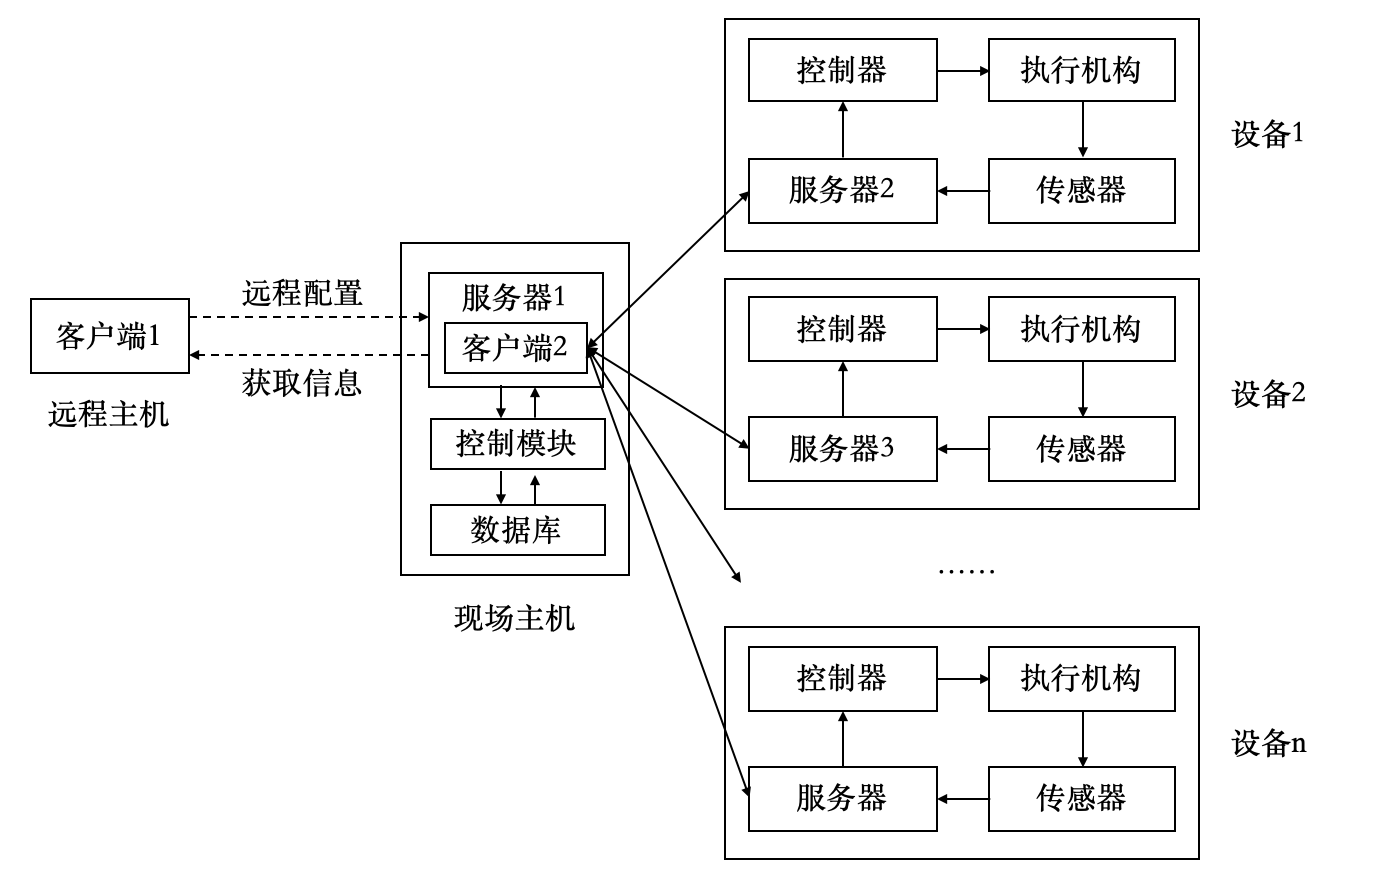 客户端1
远程主机
远程配置
获取信息
服务器1
客户端2
控制模块
数据库
现场主机
控制器
执行机构
服务器2
传感器
设备1
控制器
执行机构
服务器3
传感器
设备2
……
控制器
执行机构
服务器
传感器
设备n